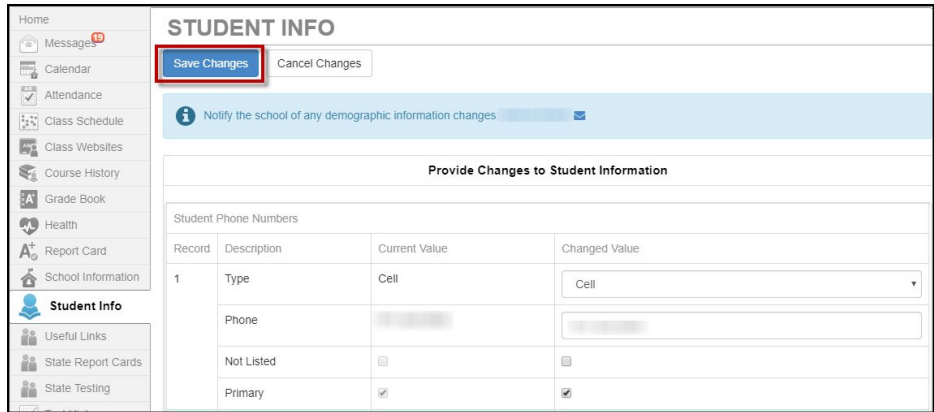 Home
Messages 19
Calendar
Attendance
Class Schedule
Class Websites
Course History
Grade Book
Health
Report Card
School Information
Student Info
Useful Links
State Report Cards
State Testing
STUDENT INFO
Save Changes Cancel Changes
Notify the school of any demographic information changes
Provide Changes to Student Information
Student Phone Numbers
Record Description Current Value Changed Value
1 Type Cell Cell
Phone
Not Listed
Primary